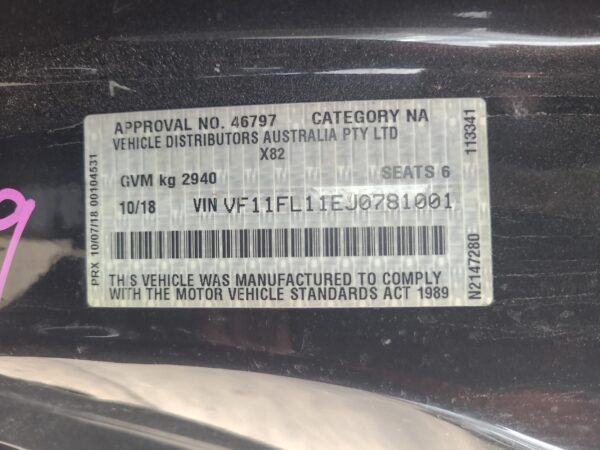 APPROVAL NO. 46797 CATEGORY NA
VEHICLE DISTRIBUTORS AUSTRALIA PTY LTD
X82
GVM kg 2940 SEATS 6
10/18 VIN VF11FL11EJ0781001
THIS VEHICLE WAS MANUFACTURED TO COMPLY
WITH THE MOTOR VEHICLE STANDARDS ACT 1989
PRX 10/07/18 00104531
N2147280 113341
9